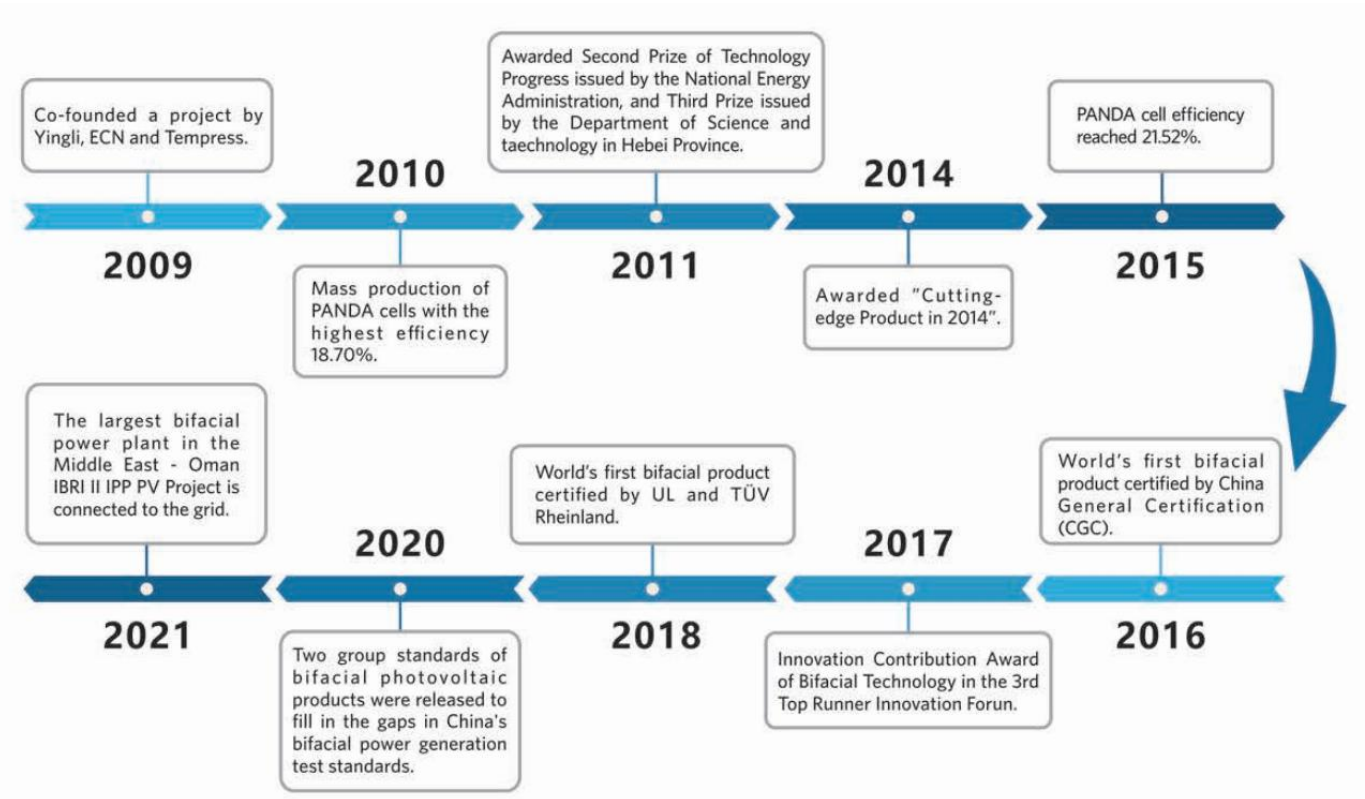 Co-founded a project by
Yingli, ECN and Tempress.
2009
2010
Mass production of
PANDA cells with the
highest efficiency
18.70%.
Awarded Second Prize of Technology
Progress issued by the National Energy
Administration, and Third Prize issued
by the Department of Science and
taechnology in Hebei Province.
2011
2014
Awarded "Cutting-
edge Product in 2014".
PANDA cell efficiency
reached 21.52%.
2015
World's first bifacial
product certified by China
General Certification
(CGC).
2016
2017
Innovation Contribution Award
of Bifacial Technology in the 3rd
Top Runner Innovation Forun.
World's first bifacial product
certified by UL and TÜV
Rheinland.
2018
2020
Two group standards of
bifacial photovoltaic
products were released to
fill in the gaps in China's
bifacial power generation
test standards.
The largest bifacial
power plant in the
Middle East - Oman
IBRI II IPP PV Project is
connected to the grid.
2021